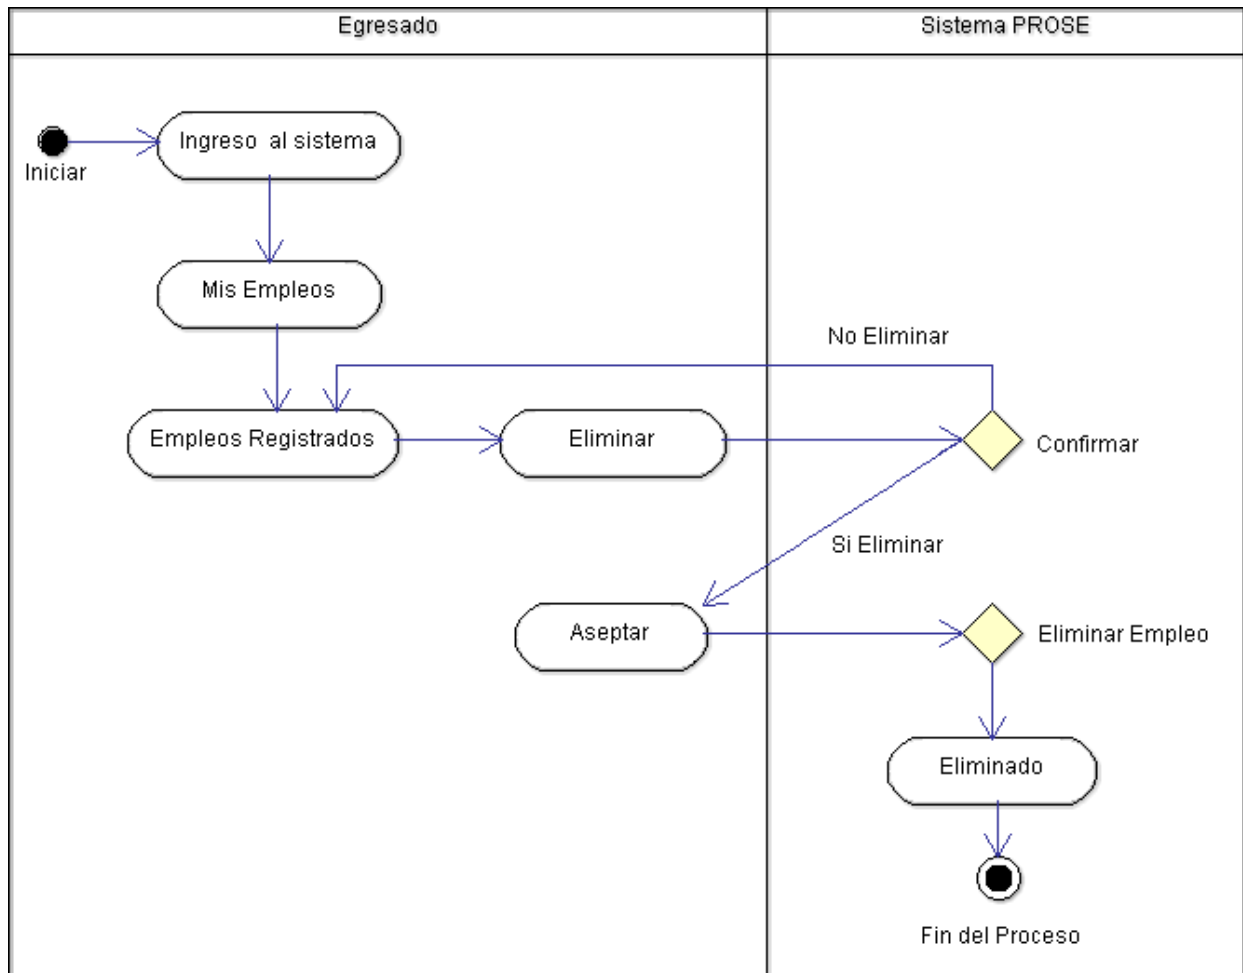 Egresado
Sistema PROSE
Ingreso al sistema
Iniciar
Mis Empleos
No Eliminar
Empleos Registrados
Eliminar
Confirmar
Si Eliminar
Aseptar
Eliminar Empleo
Eliminado
Fin del Proceso